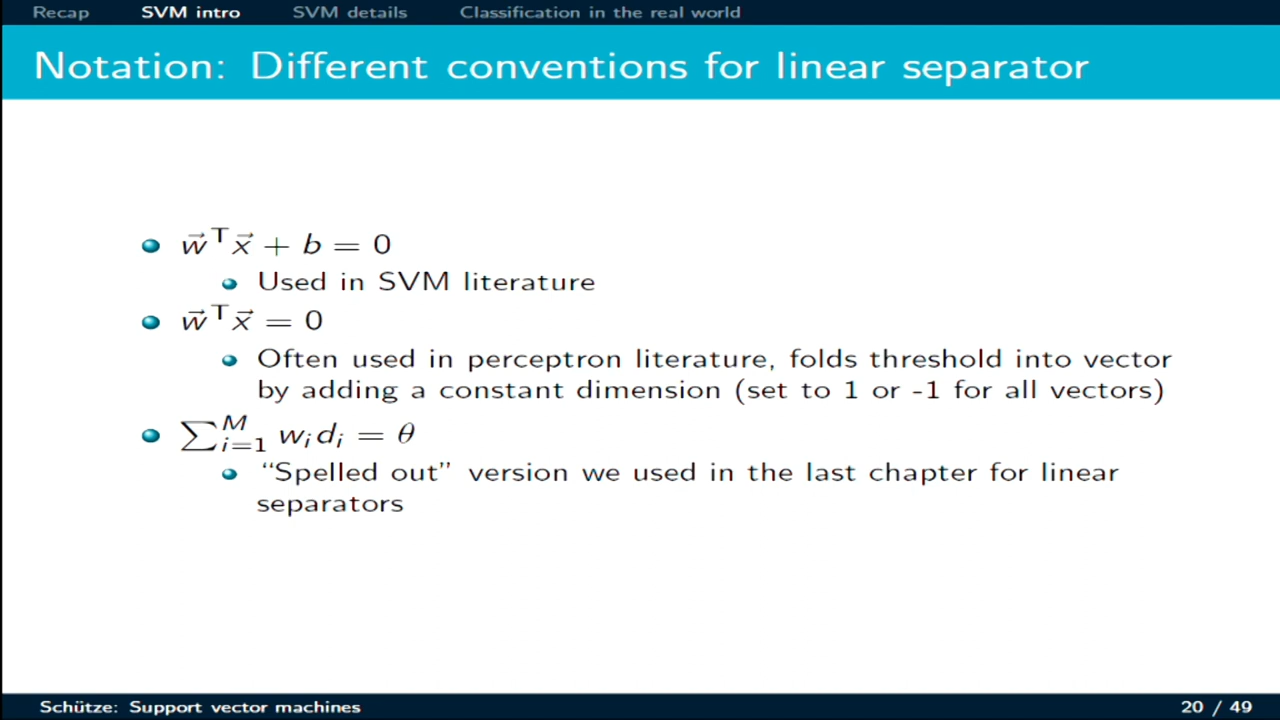 Recap SVM intro SVM details Classification in the real world
Notation: Different conventions for linear separator
w⃗ᵀx⃗ + b = 0
Used in SVM literature
w⃗ᵀx⃗ = 0
Often used in perceptron literature, folds threshold into vector
by adding a constant dimension (set to 1 or -1 for all vectors)
∑ᴹᵢ₌₁ wᵢdᵢ = θ
“Spelled out” version we used in the last chapter for linear
separators
Schütze: Support vector machines 20 / 49